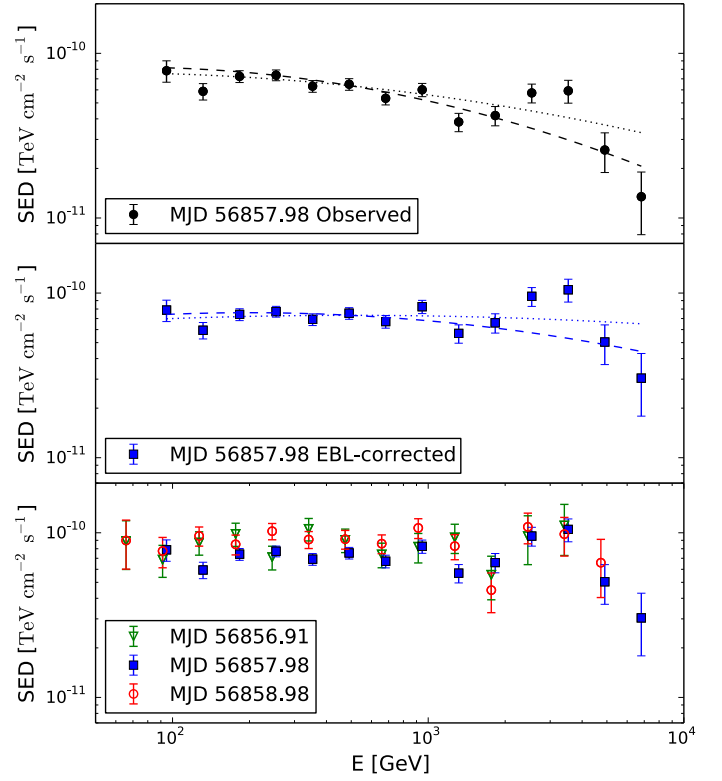 10⁻¹⁰
10⁻¹¹
SED [TeV cm⁻² s⁻¹]
MJD 56857.98 Observed
10⁻¹⁰
10⁻¹¹
SED [TeV cm⁻² s⁻¹]
MJD 56857.98 EBL-corrected
10⁻¹⁰
10⁻¹¹
SED [TeV cm⁻² s⁻¹]
MJD 56856.91
MJD 56857.98
MJD 56858.98
10² 10³ 10⁴
E [GeV]